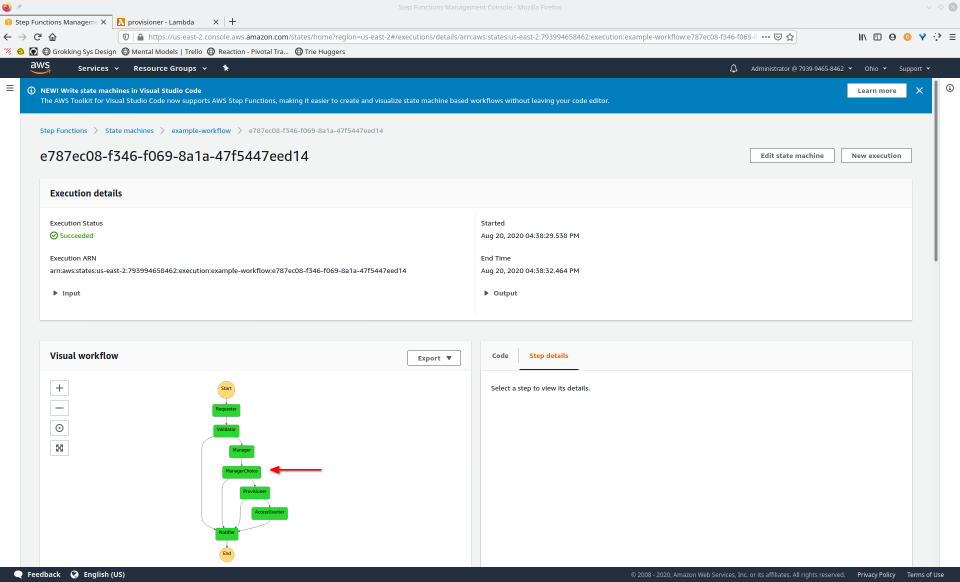 Step Functions Management Console - Mozilla Firefox
Step Functions Manageme
provisioner - Lambda
https://us-east-2.console.aws.amazon.com/states/home?region=us-east-2#/executions/details/arn:aws:states:us-east-2:793994658462:execution:example-workflow:e787ec08-f346-f069-8
Grokking Sys Design
Mental Models | Trello
Reaction - Pivotal Tra...
Trie Huggers
aws
Services
Resource Groups
Administrator @ 7939-9465-8462
Ohio
Support
NEW! Write state machines in Visual Studio Code
The AWS Toolkit for Visual Studio Code now supports AWS Step Functions, making it easier to create and visualize state machine based workflows without leaving your code editor.
Learn more
Step Functions
State machines
example-workflow
e787ec08-f346-f069-8a1a-47f5447eed14
e787ec08-f346-f069-8a1a-47f5447eed14
Edit state machine
New execution
Execution details
Execution Status
Succeeded
Started
Aug 20, 2020 04:38:29.538 PM
Execution ARN
arn:aws:states:us-east-2:793994658462:execution:example-workflow:e787ec08-f346-f069-8a1a-47f5447eed14
End Time
Aug 20, 2020 04:38:32.464 PM
Input
Output
Visual workflow
Export
Code
Step details
Select a step to view its details.
Start
Requester
Validator
Manager
ManagerChoice
Provisioner
AccessGranter
Notifier
End
Feedback
English (US)
© 2008 - 2020, Amazon Web Services, Inc. or its affiliates. All rights reserved.
Privacy Policy
Terms of Use